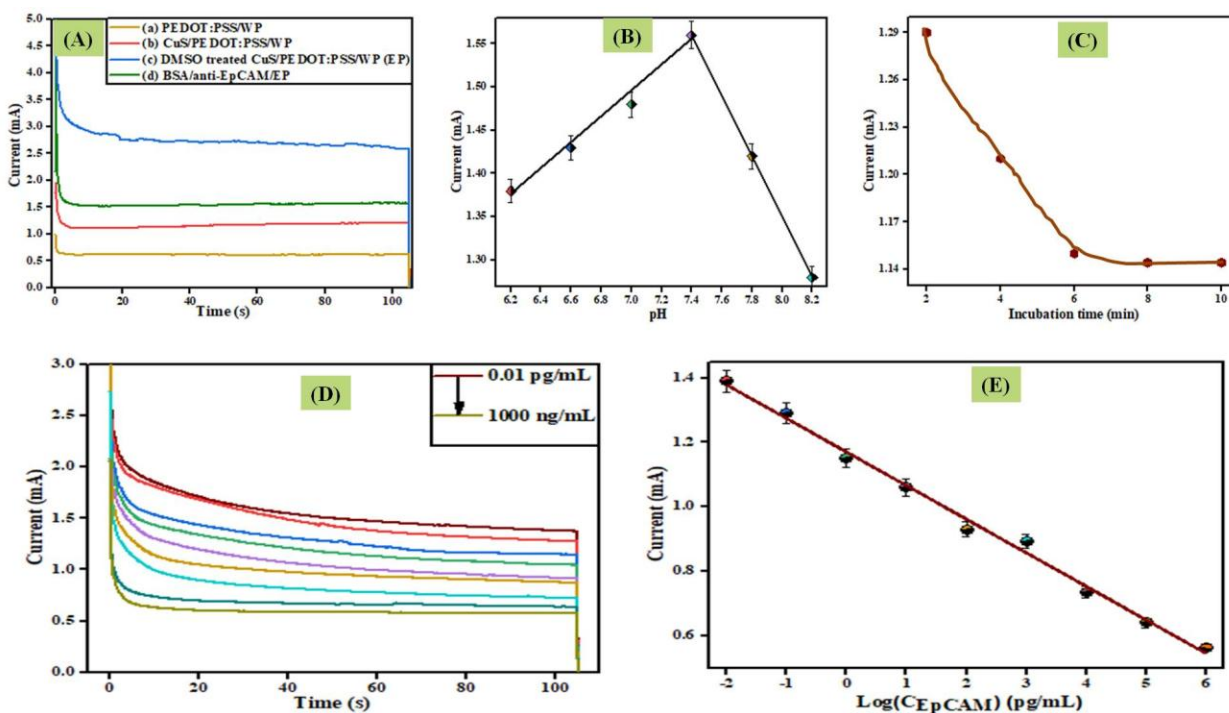 (A)
(a) PEDOT:PSS/WP
(b) CuS/PEDOT:PSS/WP
(c) DMSO treated CuS/PEDOT:PSS/WP (EP)
(d) BSA/anti-EpCAM/EP
Current (mA)
5.0
4.5
4.0
3.5
3.0
2.5
2.0
1.5
1.0
0.5
0.0
0 20 40 60 80 100
Time (s)
(B)
Current (mA)
1.55
1.50
1.45
1.40
1.35
1.30
6.2 6.4 6.6 6.8 7.0 7.2 7.4 7.6 7.8 8.0 8.2
pH
(C)
Current (mA)
1.29
1.26
1.23
1.20
1.17
1.14
2 4 6 8 10
Incubation time (min)
(D)
0.01 pg/mL
1000 ng/mL
Current (mA)
3.0
2.5
2.0
1.5
1.0
0.5
0.0
0 20 40 60 80 100
Time (s)
(E)
Current (mA)
1.4
1.2
1.0
0.8
0.6
-2 -1 0 1 2 3 4 5 6
Log(CEpCAM) (pg/mL)